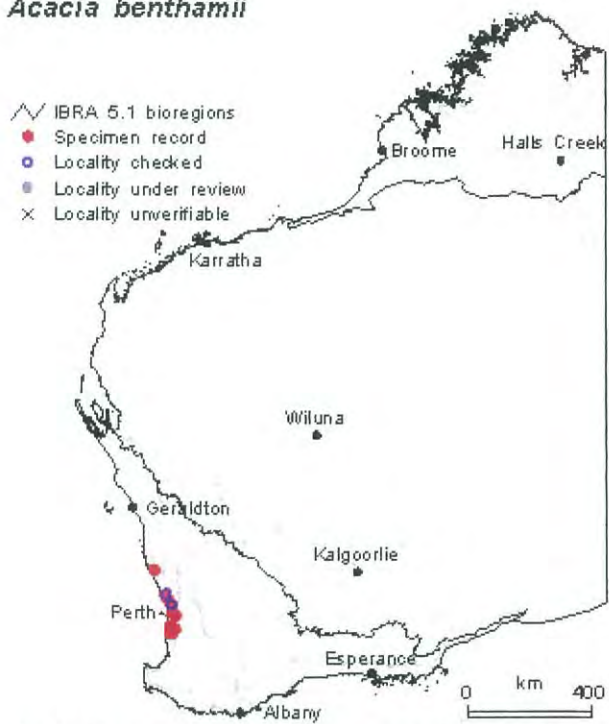 Acacia benthamii
IBRA 5.1 bioregions
Specimen record
Locality checked
Locality under review
Locality unverifiable
Broome
Halls Creek
Karratha
Wiluna
Geraldton
Kalgoorlie
Perth
Esperance
km
0 400
Albany